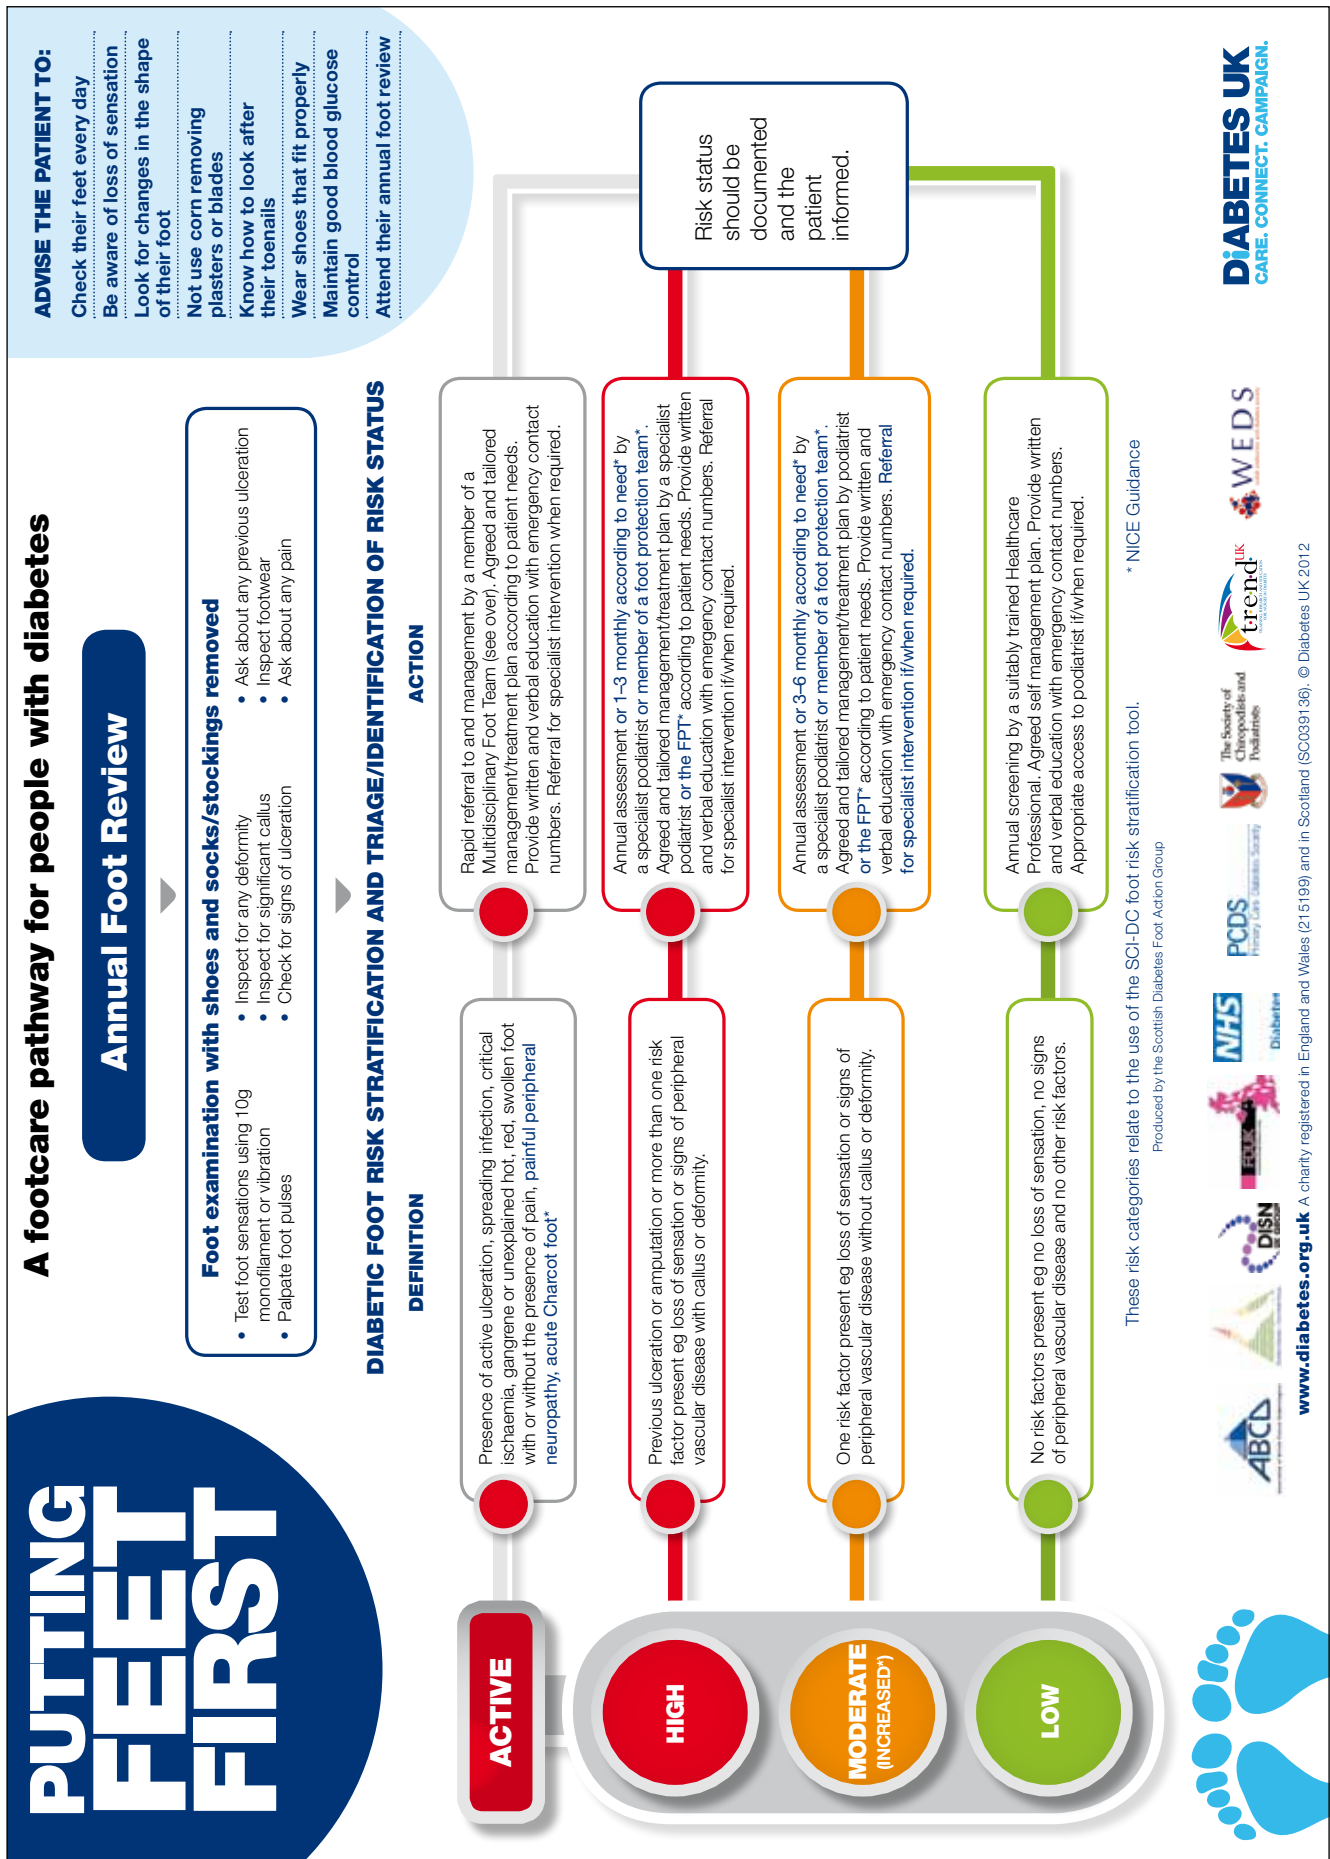 PUTTING
FEET
FIRST
A footcare pathway for people with diabetes
Annual Foot Review
Foot examination with shoes and socks/stockings removed
• Test foot sensations using 10g
monofilament or vibration
• Palpate foot pulses
• Inspect for any deformity
• Inspect for significant callus
• Check for signs of ulceration
• Ask about any previous ulceration
• Inspect footwear
• Ask about any pain
ADVISE THE PATIENT TO:
Check their feet every day
Be aware of loss of sensation
Look for changes in the shape
of their foot
Not use corn removing
plasters or blades
Know how to look after
their toenails
Wear shoes that fit properly
Maintain good blood glucose
control
Attend their annual foot review
DIABETIC FOOT RISK STRATIFICATION AND TRIAGE/IDENTIFICATION OF RISK STATUS
DEFINITION
ACTION
ACTIVE
Presence of active ulceration, spreading infection, critical
ischaemia, gangrene or unexplained hot, red, swollen foot
with or without the presence of pain, painful peripheral
neuropathy, acute Charcot foot*
Rapid referral to and management by a member of a
Multidisciplinary Foot Team (see over). Agreed and tailored
management/treatment plan according to patient needs.
Provide written and verbal education with emergency contact
numbers. Referral for specialist intervention when required.
HIGH
Previous ulceration or amputation or more than one risk
factor present eg loss of sensation or signs of peripheral
vascular disease with callus or deformity.
Annual assessment or 1–3 monthly according to need* by
a specialist podiatrist or member of a foot protection team*.
Agreed and tailored management/treatment plan by a specialist
podiatrist or the FPT* according to patient needs. Provide written
and verbal education with emergency contact numbers. Referral
for specialist intervention if/when required.
MODERATE
(INCREASED*)
One risk factor present eg loss of sensation or signs of
peripheral vascular disease without callus or deformity.
Annual assessment or 3–6 monthly according to need* by
a specialist podiatrist or member of a foot protection team*.
Agreed and tailored management/treatment plan by podiatrist
or the FPT* according to patient needs. Provide written and
verbal education with emergency contact numbers. Referral
for specialist intervention if/when required.
LOW
No risk factors present eg no loss of sensation, no signs
of peripheral vascular disease and no other risk factors.
Annual screening by a suitably trained Healthcare
Professional. Agreed self management plan. Provide written
and verbal education with emergency contact numbers.
Appropriate access to podiatrist if/when required.
Risk status
should be
documented
and the
patient
informed.
These risk categories relate to the use of the SCI-DC foot risk stratification tool.
* NICE Guidance
Produced by the Scottish Diabetes Foot Action Group
ABCD
DISN
UK GROUP
FDUK
NHS
Diabetes
PCDS
Primary Care Diabetes Society
The Society of
Chiropodists and
Podiatrists
t·r·e·n·d UK
WEDS
DiABETES UK
CARE. CONNECT. CAMPAIGN.
www.diabetes.org.uk A charity registered in England and Wales (215199) and in Scotland (SC039136). © Diabetes UK 2012